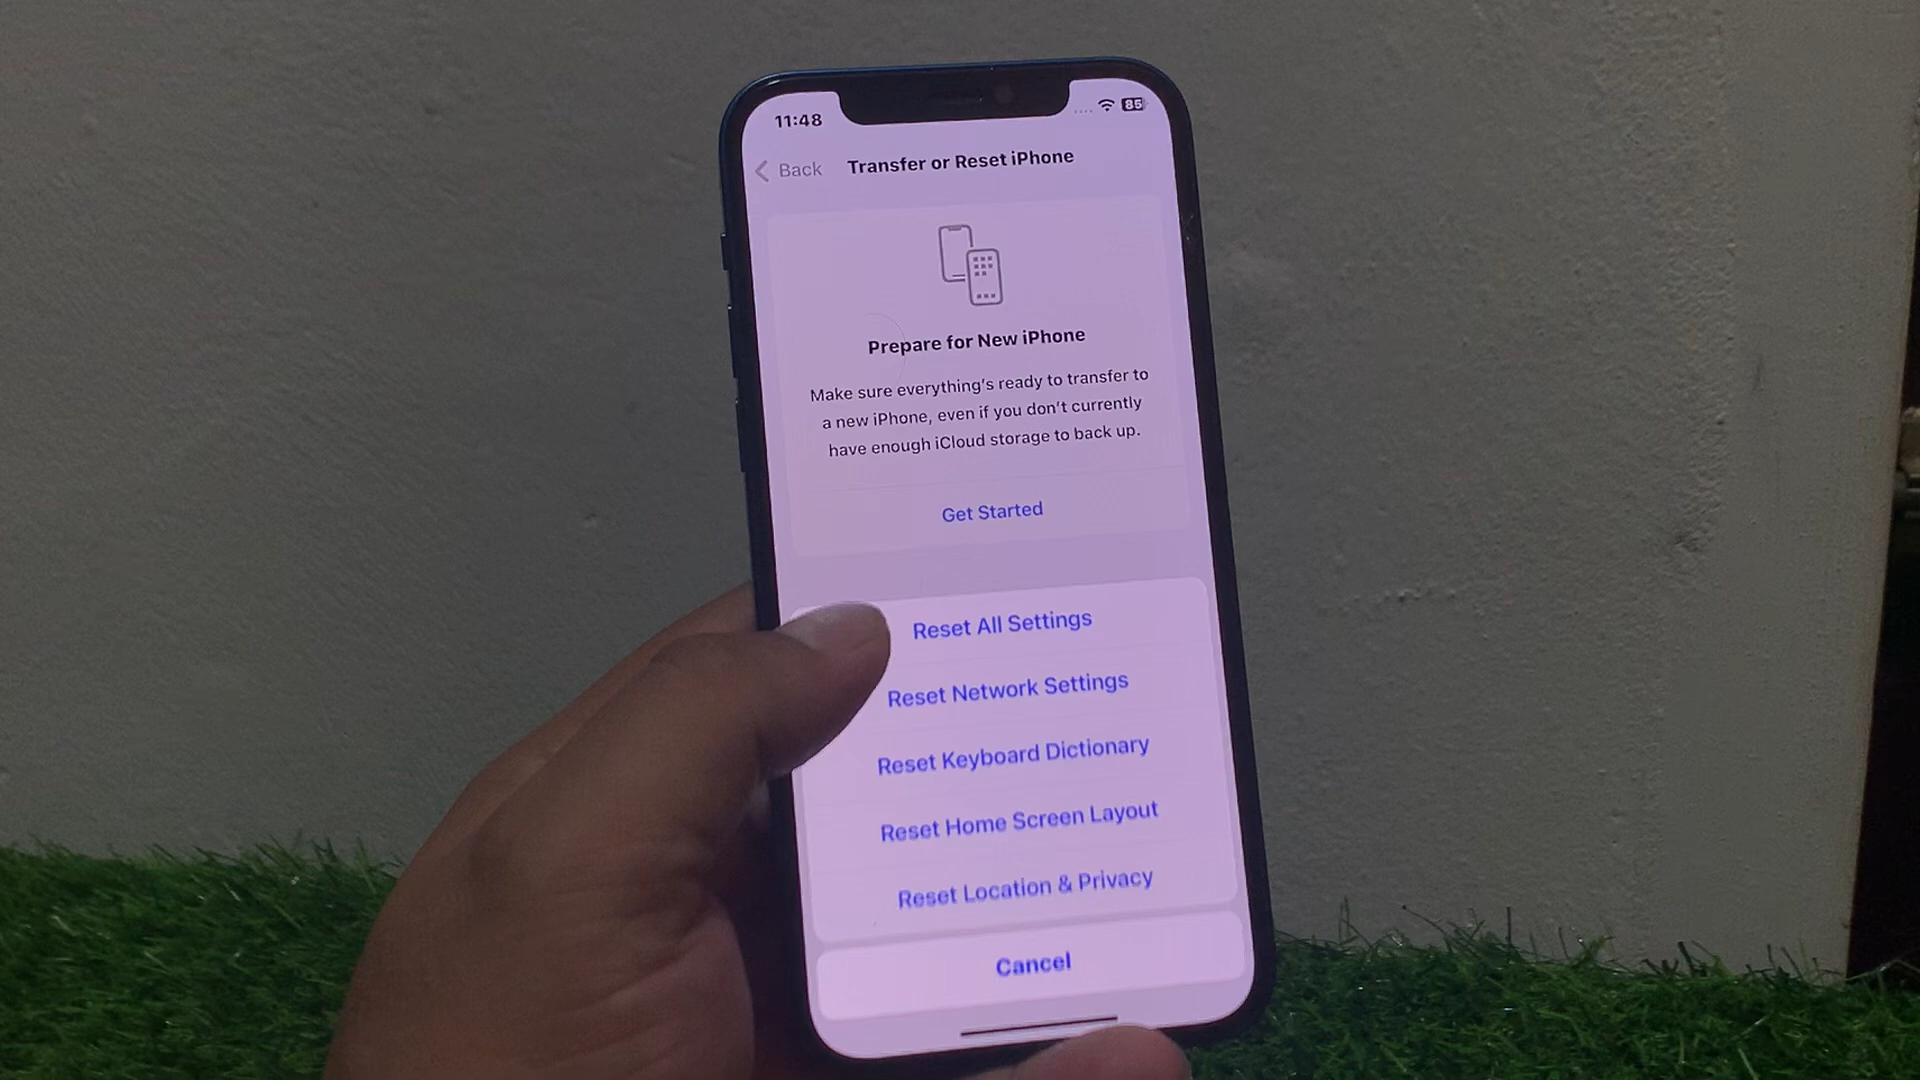 11:48
85
Back
Transfer or Reset iPhone
Prepare for New iPhone
Make sure everything's ready to transfer to
a new iPhone, even if you don't currently
have enough iCloud storage to back up.
Get Started
Reset All Settings
Reset Network Settings
Reset Keyboard Dictionary
Reset Home Screen Layout
Reset Location & Privacy
Cancel